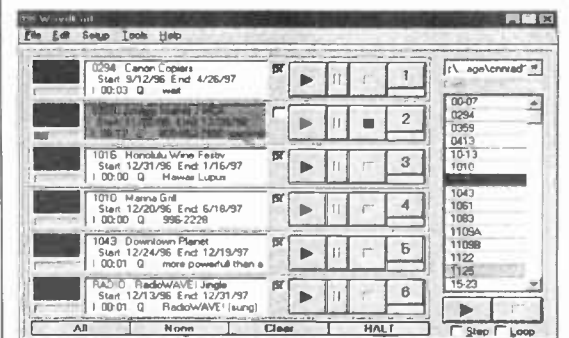 File Edit Setup Tools Help
0294 Canon Copiers
Start 9/12/96 End 4/26/97
00:03 Q wait
1
2
1016 Honolulu Wine Festiv
Start 12/31/96 End 1/16/97
00:00 Q Hawaii Lupus
3
1010 Marina Grill
Start 12/20/96 End 6/18/97
00:00 Q 996-2228
4
1043 Downtown Planet
Start 12/24/96 End 12/19/97
00:01 Q more powerfull than a
5
RADIO RadioWAVE! Jingle
Start 12/13/96 End 12/31/97
00:01 Q RadioWAVE! (sung)
6
All None Clear HALT
00-07
0294
0359
0413
10-13
1010
1043
1061
1083
1109A
1109B
1122
1125
15-23
Step Loop